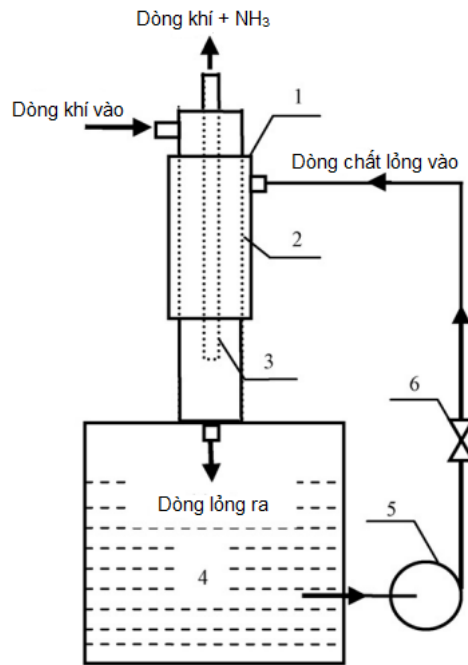 Dòng khí + NH₃
Dòng khí vào
1
Dòng chất lỏng vào
2
3
6
Dòng lỏng ra
5
4